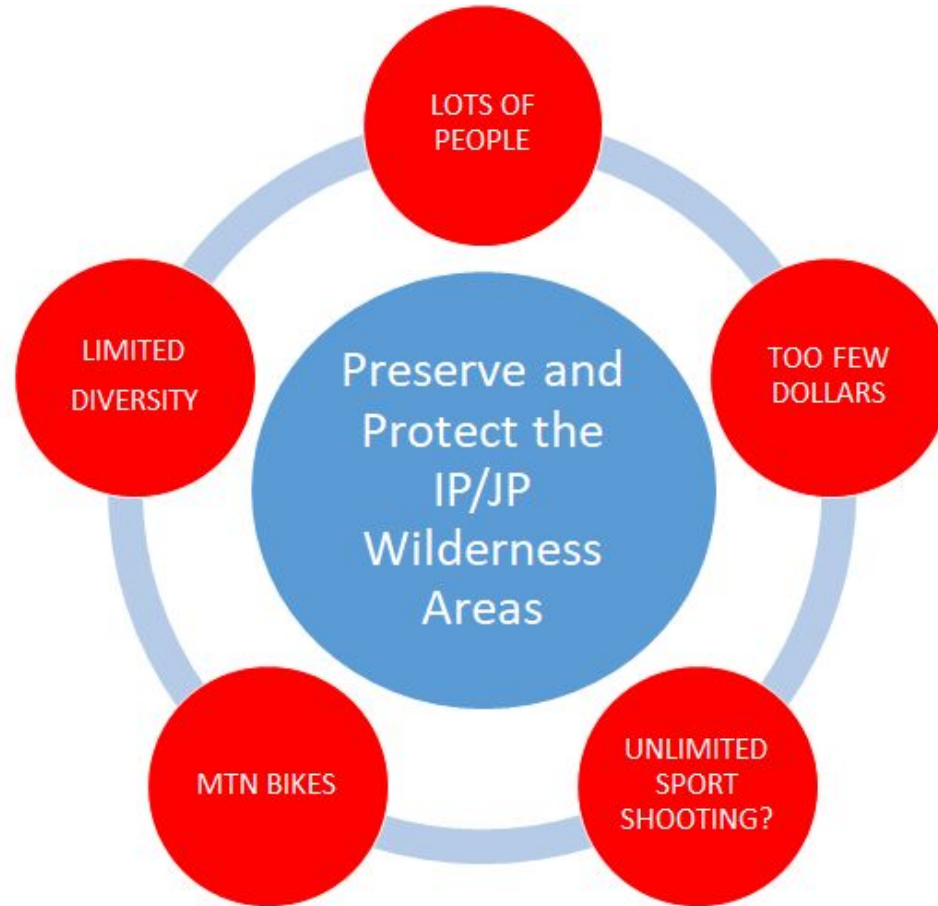 LOTS OF
PEOPLE
TOO FEW
DOLLARS
UNLIMITED
SPORT
SHOOTING?
MTN BIKES
LIMITED
DIVERSITY
Preserve and
Protect the
IP/JP
Wilderness
Areas